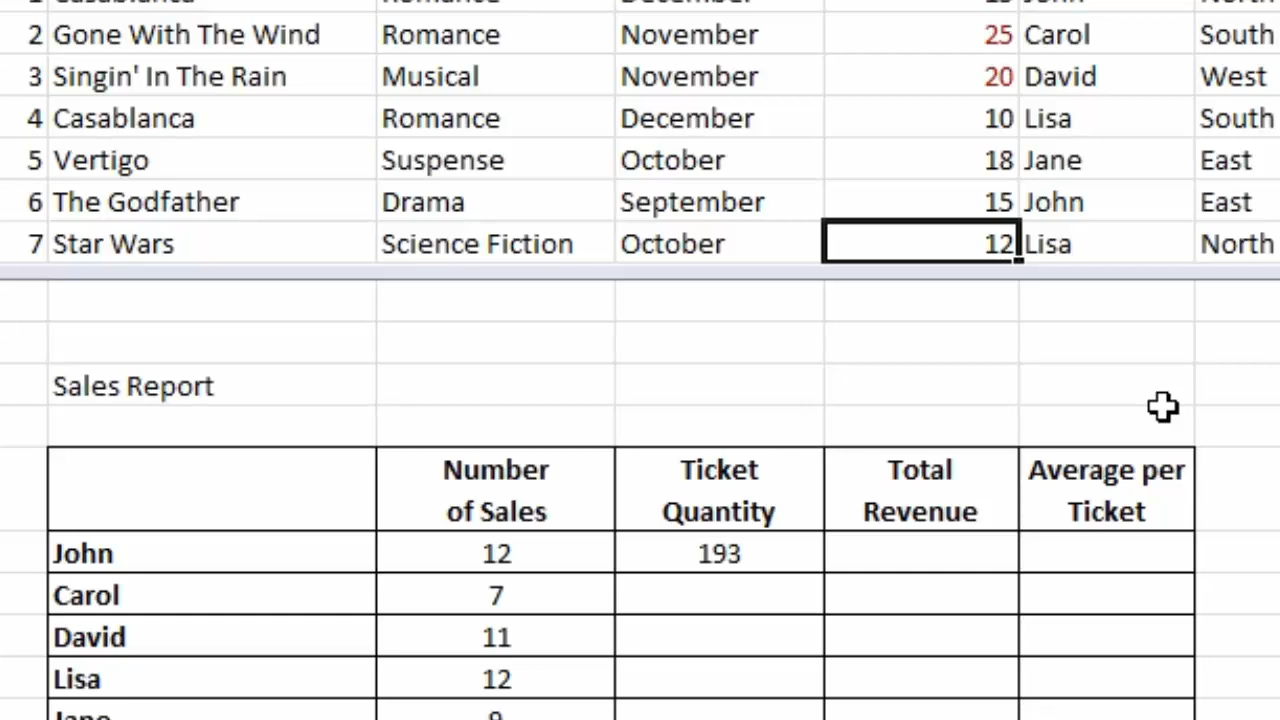 2 Gone With The Wind Romance November 25 Carol South
3 Singin' In The Rain Musical November 20 David West
4 Casablanca Romance December 10 Lisa South
5 Vertigo Suspense October 18 Jane East
6 The Godfather Drama September 15 John East
7 Star Wars Science Fiction October 12 Lisa North
Sales Report
Number of Sales Ticket Quantity Total Revenue Average per Ticket
John 12 193
Carol 7
David 11
Lisa 12